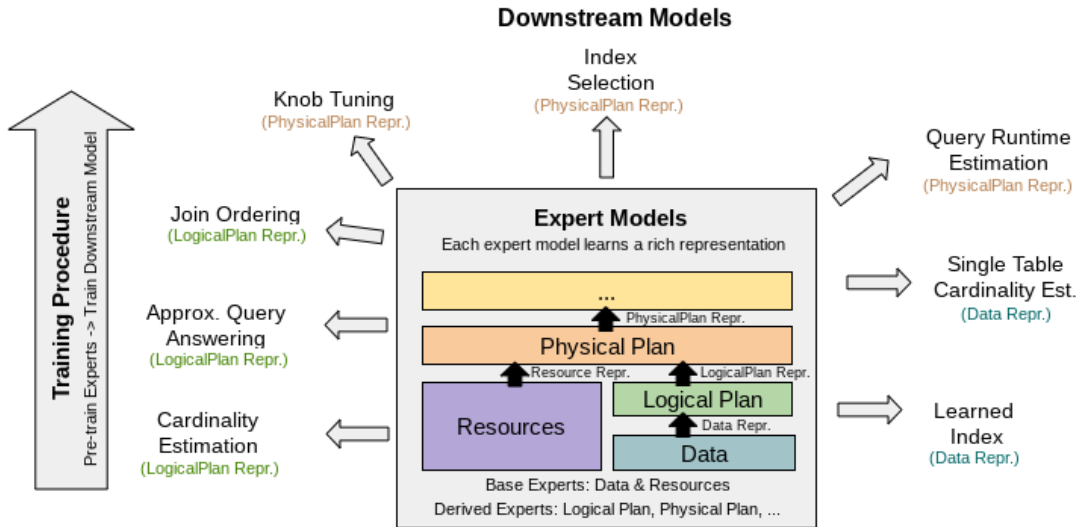 Downstream Models
Index
Selection
(PhysicalPlan Repr.)
Knob Tuning
(PhysicalPlan Repr.)
Query Runtime
Estimation
(PhysicalPlan Repr.)
Training Procedure
Pre-train Experts -> Train Downstream Model
Join Ordering
(LogicalPlan Repr.)
Approx. Query
Answering
(LogicalPlan Repr.)
Cardinality
Estimation
(LogicalPlan Repr.)
Expert Models
Each expert model learns a rich representation
...
PhysicalPlan Repr.
Physical Plan
Resource Repr.
LogicalPlan Repr.
Resources
Logical Plan
Data Repr.
Data
Base Experts: Data & Resources
Derived Experts: Logical Plan, Physical Plan, ...
Single Table
Cardinality Est.
(Data Repr.)
Learned
Index
(Data Repr.)